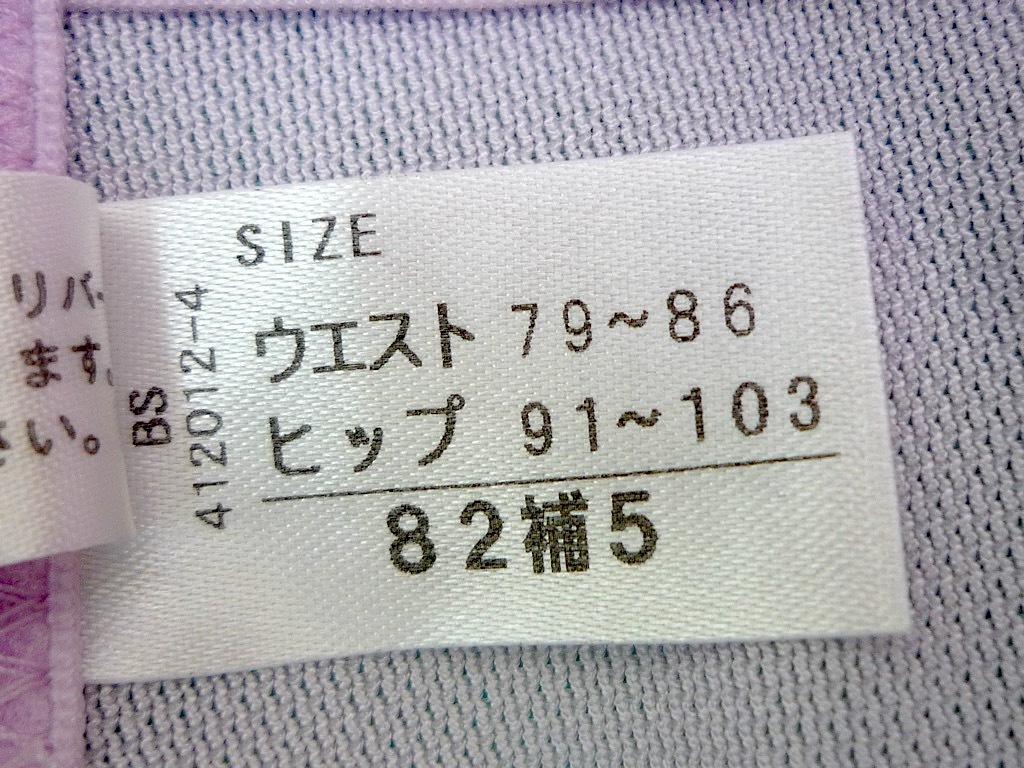 SIZE
ウエスト 79~86
ヒップ 91~103
82補5
412012-4
BS
リバー
ます。
い。